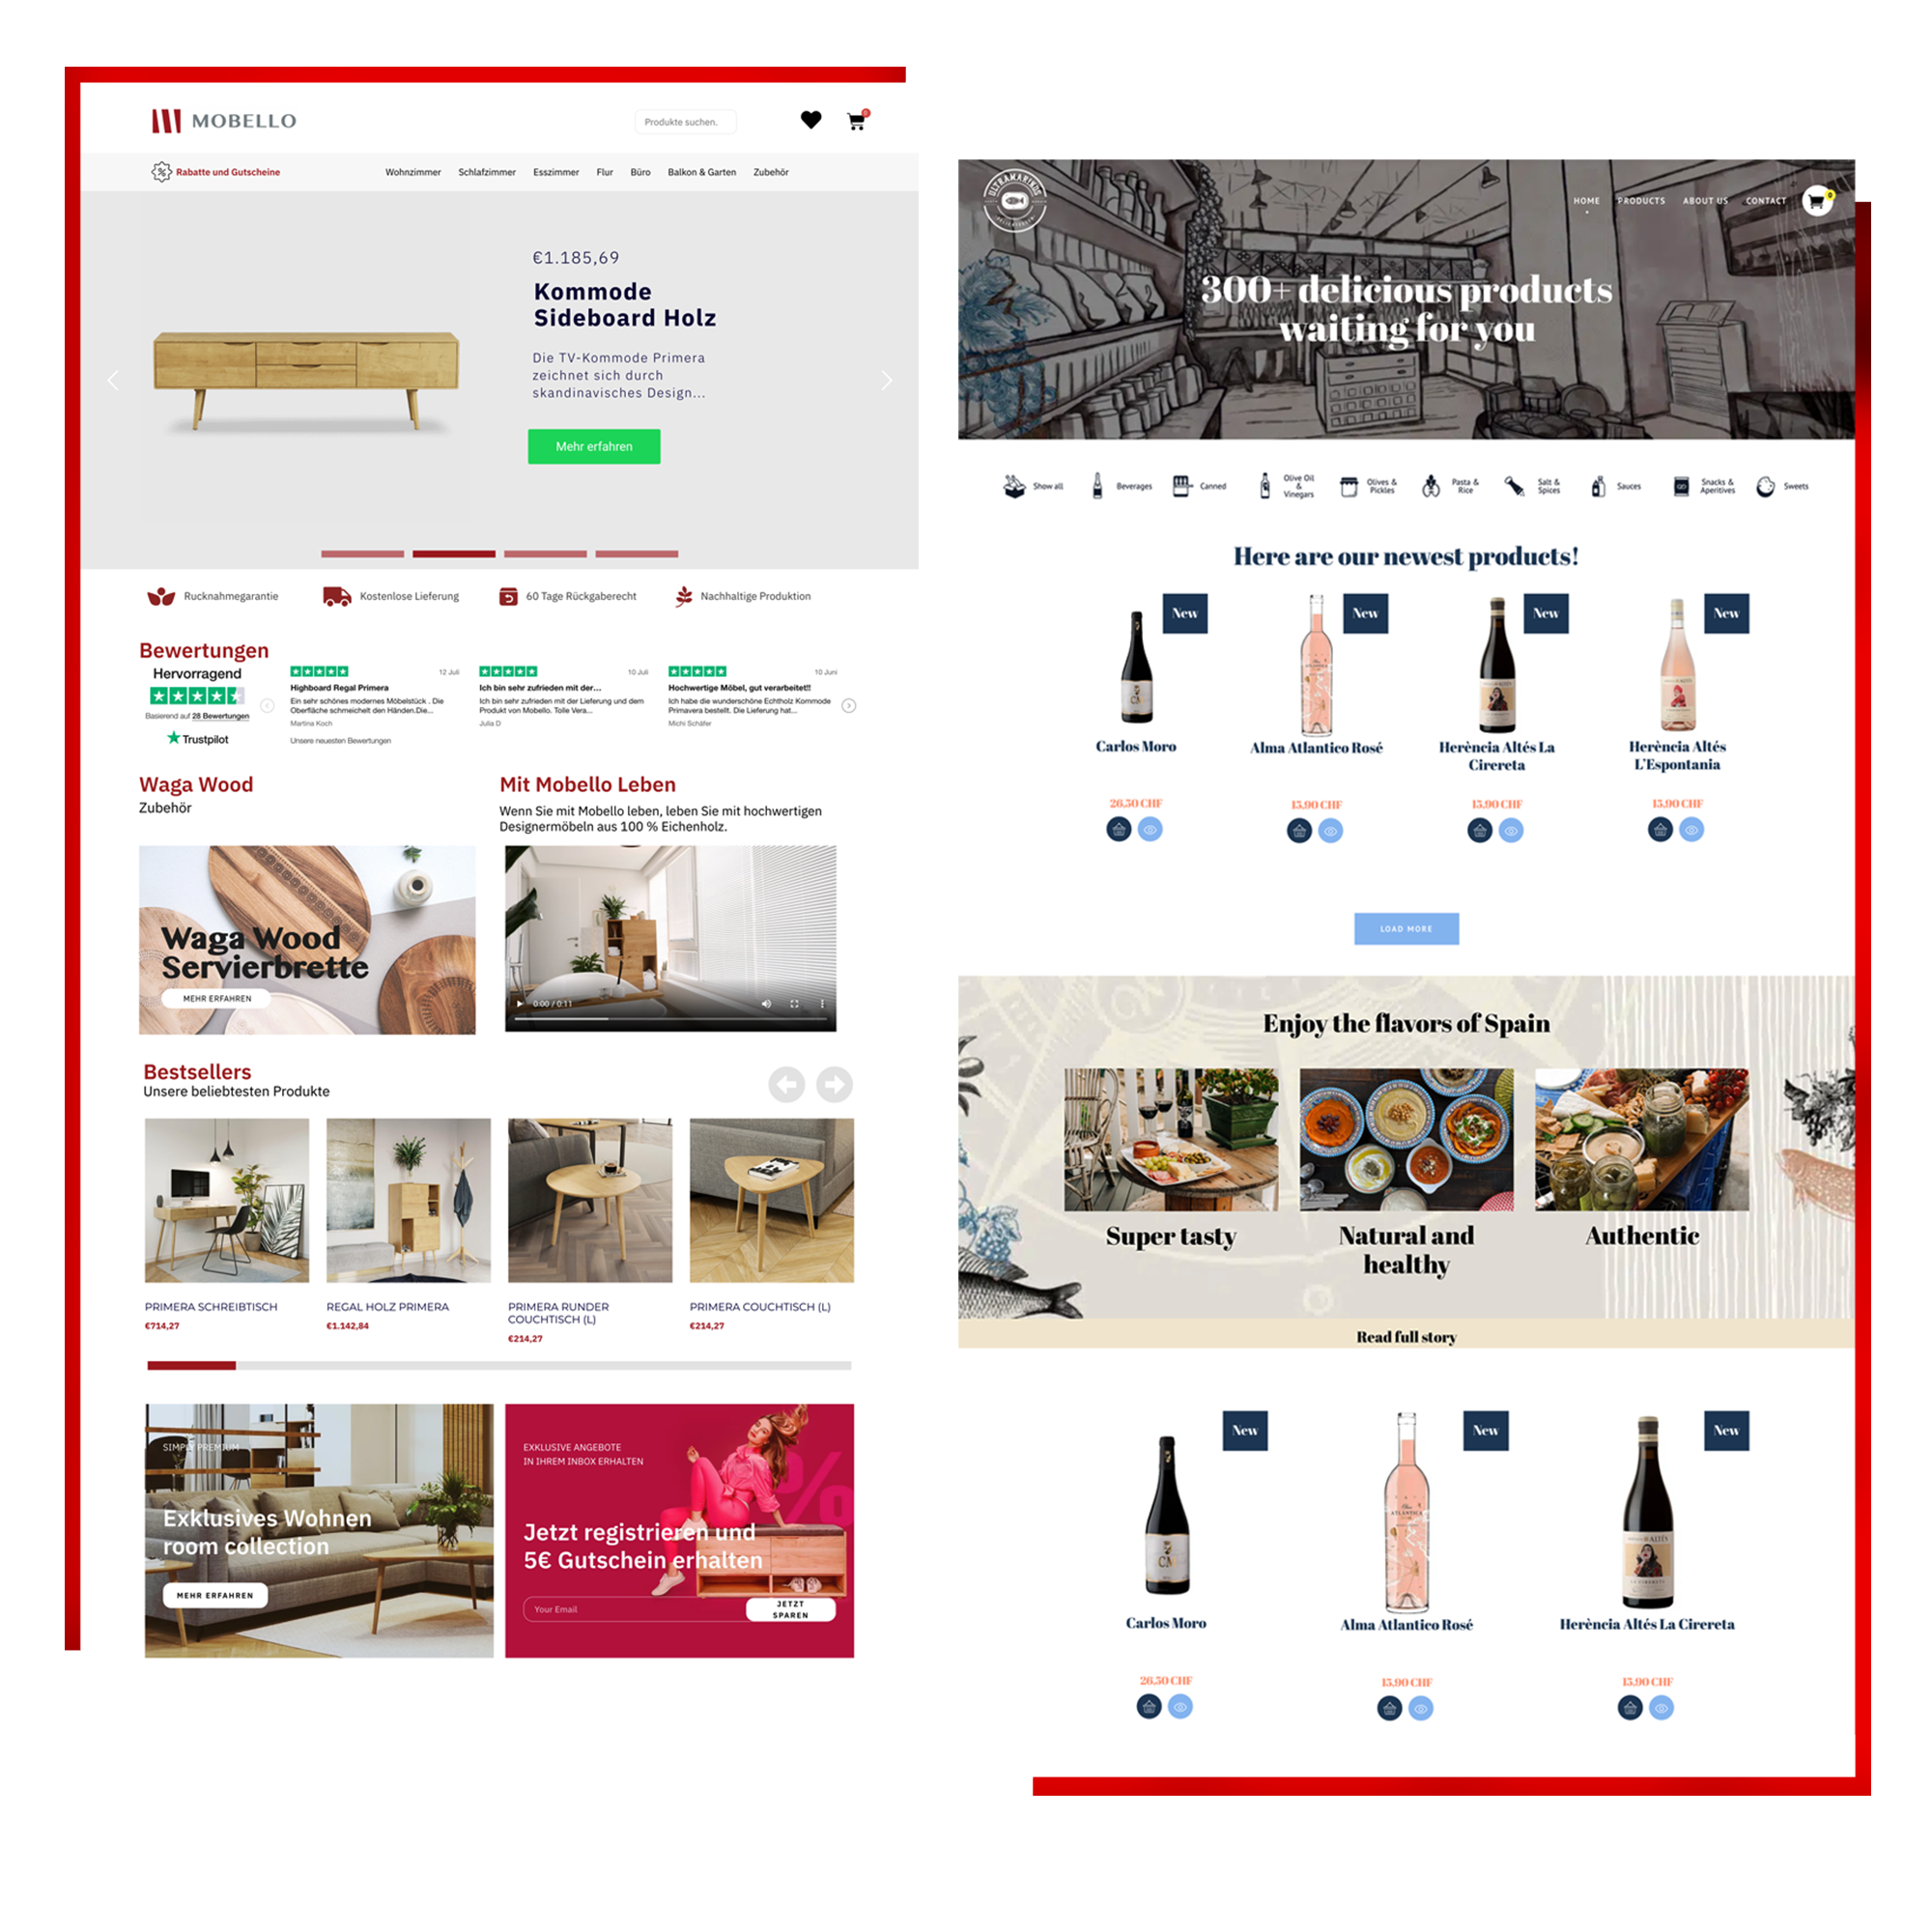 MOBELLO
Produkte suchen.
0
Rabatte und Gutscheine
Wohnzimmer Schlafzimmer Esszimmer Flur Büro Balkon & Garten Zubehör
€1.185,69
Kommode
Sideboard Holz
Die TV-Kommode Primera
zeichnet sich durch
skandinavisches Design...
Mehr erfahren
Rucknahmegarantie
Kostenlose Lieferung
60 Tage Rückgaberecht
Nachhaltige Produktion
Bewertungen
Hervorragend
Basierend auf 28 Bewertungen
Trustpilot
12 Juli
Highboard Regal Primera
Ein sehr schönes modernes Möbelstück . Die
Oberfläche schmeichelt den Händen.Die...
Martina Koch
Unsere neuesten Bewertungen
10 Juli
Ich bin sehr zufrieden mit der...
Ich bin sehr zufrieden mit der Lieferung und dem
Produkt von Mobello. Tolle Vera...
Julia D
10 Juni
Hochwertige Möbel, gut verarbeitet!!
Ich habe die wunderschöne Echtholz Kommode
Primavera bestellt. Die Lieferung hat...
Michi Schäfer
Waga Wood
Zubehör
Waga Wood
Servierbrette
MEHR ERFAHREN
Mit Mobello Leben
Wenn Sie mit Mobello leben, leben Sie mit hochwertigen
Designermöbeln aus 100 % Eichenholz.
0:00 / 0:11
Bestsellers
Unsere beliebtesten Produkte
PRIMERA SCHREIBTISCH
€714,27
REGAL HOLZ PRIMERA
€1.142,84
PRIMERA RUNDER
COUCHTISCH (L)
€214,27
PRIMERA COUCHTISCH (L)
€214,27
SIMPLY PREMIUM
Exklusives Wohnen
room collection
MEHR ERFAHREN
EXKLUSIVE ANGEBOTE
IN IHREM INBOX ERHALTEN
%
Jetzt registrieren und
5€ Gutschein erhalten
Your Email
JETZT
SPAREN
ULTRAMARINOS
HOME PRODUCTS ABOUT US CONTACT
0
300+ delicious products
waiting for you
Show all
Beverages
Canned
Olive Oil
&
Vinegars
Olives &
Pickles
Pasta &
Rice
Salt &
Spices
Sauces
Snacks &
Aperitives
Sweets
Here are our newest products!
New
Carlos Moro
26.50 CHF
New
Alma Atlantico Rosé
15.90 CHF
New
Herència Altés La
Cirereta
15.90 CHF
New
Herència Altés
L'Espontania
15.90 CHF
LOAD MORE
Enjoy the flavors of Spain
Super tasty
Natural and
healthy
Authentic
Read full story
New
CM
Carlos Moro
26.50 CHF
New
ATLANTICA
Alma Atlantico Rosé
15.90 CHF
New
ALTÉS
LA CIRERETA
Herència Altés La Cirereta
15.90 CHF